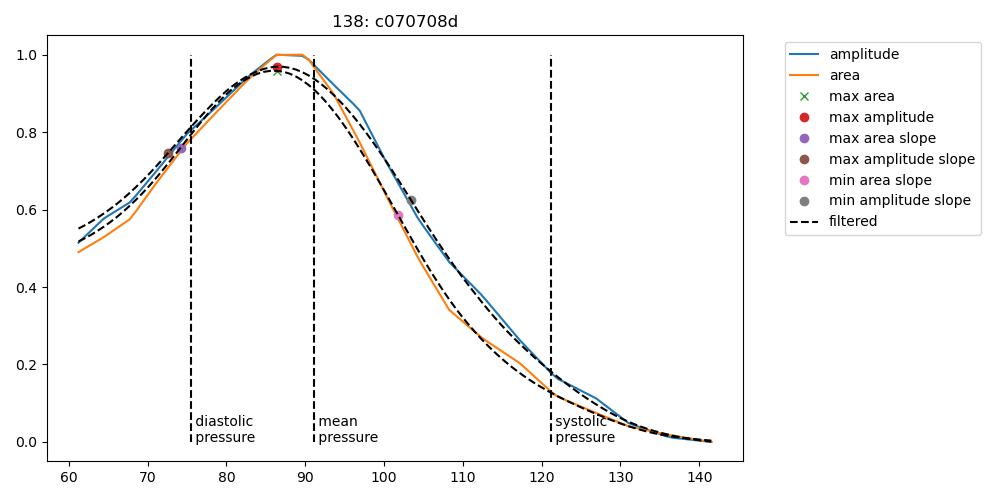 138: c070708d
amplitude
area
max area
max amplitude
max area slope
max amplitude slope
min area slope
min amplitude slope
filtered
1.0
0.8
0.6
0.4
0.2
0.0
diastolic
pressure
mean
pressure
systolic
pressure
60 70 80 90 100 110 120 130 140